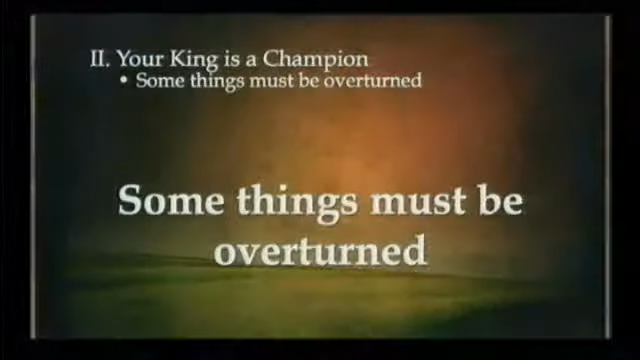 II. Your King is a Champion
• Some things must be overturned
Some things must be
overturned